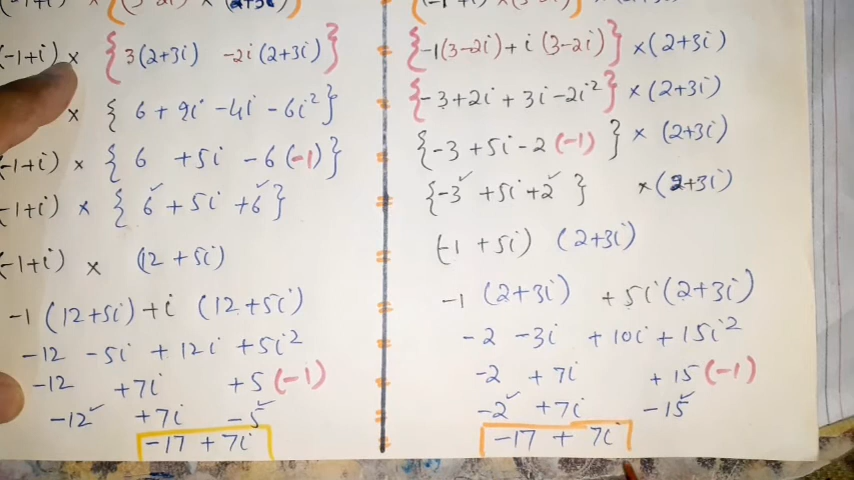 (-1+i) × {3(2+3i) -2i(2+3i)}
× {6 + 9i - 4i - 6i²}
(-1+i) × {6 +5i - 6(-1)}
-1+i) × {6 + 5i + 6}
(-1+i) × (12 + 5i)
-1 (12+5i) + i (12+5i)
-12 -5i + 12i + 5i²
-12 +7i +5(-1)
-12 +7i -5
-17 + 7i
= {-1(3-2i) + i(3-2i)} × (2+3i)
= {-3 + 2i + 3i - 2i²} × (2+3i)
= {-3 + 5i - 2(-1)} × (2+3i)
= {-3 + 5i + 2} × (2+3i)
= (-1 + 5i) (2+3i)
= -1 (2+3i) + 5i(2+3i)
= -2 -3i + 10i + 15i²
= -2 + 7i + 15(-1)
= -2 + 7i - 15
= -17 + 7i